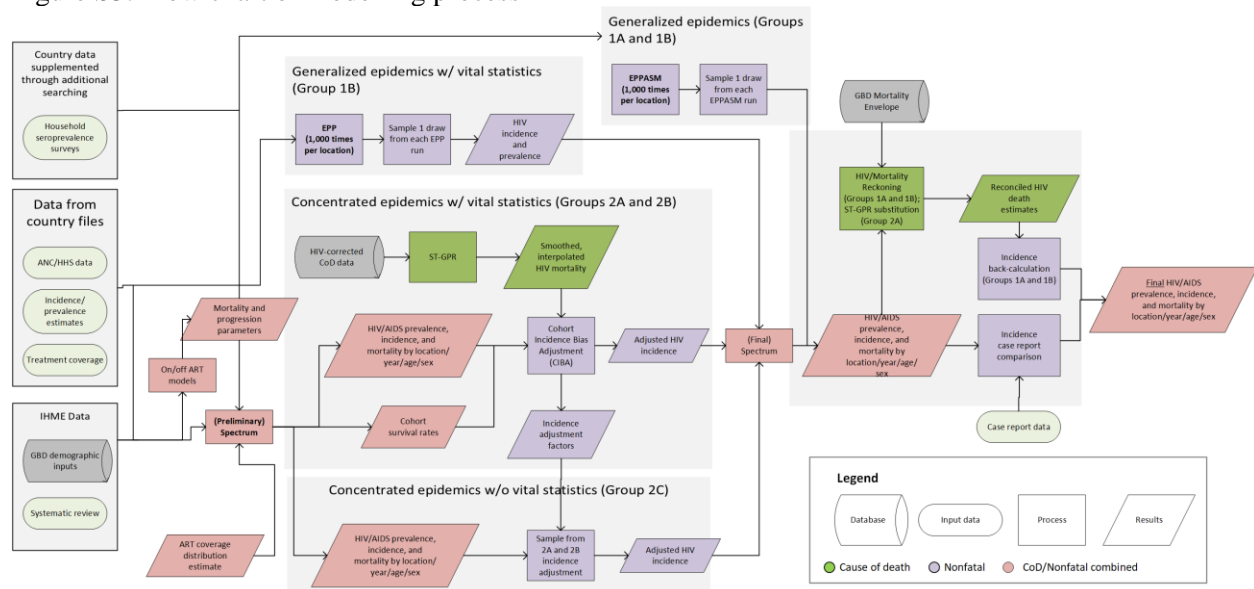 Country data
supplemented
through additional
searching
Household
seroprevalence
surveys
Data from
country files
ANC/HHS data
Incidence/
prevalence
estimates
Treatment coverage
IHME Data
GBD demographic
inputs
Systematic review
Mortality and
progression
parameters
On/off ART
models
(Preliminary)
Spectrum
ART coverage
distribution
estimate
Generalized epidemics w/ vital statistics
(Group 1B)
EPP
(1,000 times
per location)
Sample 1 draw
from each EPP
run
HIV
incidence
and
prevalence
Generalized epidemics (Groups
1A and 1B)
EPPASM
(1,000 times
per location)
Sample 1 draw
from each
EPPASM run
Concentrated epidemics w/ vital statistics (Groups 2A and 2B)
HIV-corrected
CoD data
ST-GPR
Smoothed,
interpolated
HIV mortality
HIV/AIDS prevalence,
incidence, and
mortality by location/
year/age/sex
Cohort
Incidence Bias
Adjustment
(CIBA)
Adjusted HIV
incidence
Cohort
survival rates
Incidence
adjustment
factors
Concentrated epidemics w/o vital statistics (Group 2C)
HIV/AIDS prevalence,
incidence, and
mortality by location/
year/age/sex
Sample from
2A and 2B
incidence
adjustment
Adjusted HIV
incidence
(Final)
Spectrum
GBD Mortality
Envelope
HIV/Mortality
Reckoning
(Groups 1A and 1B);
ST-GPR substitution
(Group 2A)
Reconciled HIV
death
estimates
Incidence
back-calculation
(Groups 1A and 1B)
HIV/AIDS
prevalence,
incidence, and
mortality by
location/year/age/
sex
Incidence
case report
comparison
Case report data
Final HIV/AIDS
prevalence, incidence,
and mortality by
location/year/age/sex
Legend
Database
Input data
Process
Results
Cause of death
Nonfatal
CoD/Nonfatal combined